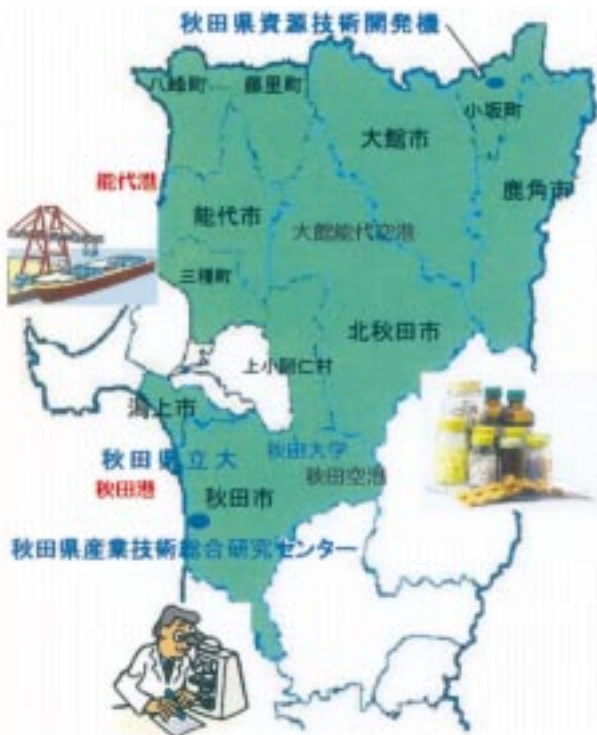 秋田県資源技術開発機
八峰町
藤里町
小坂町
大館市
鹿角市
能代港
能代市
大館能代空港
三種町
北秋田市
上小阿仁村
潟上市
秋田大学
秋田県立大
秋田空港
秋田港
秋田市
秋田県産業技術総合研究センター